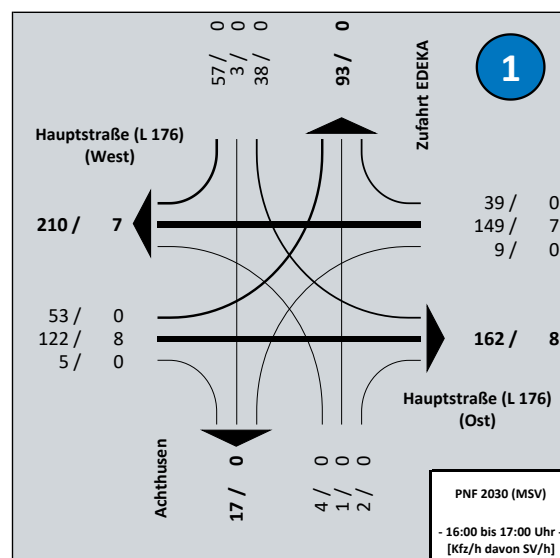 57 / 0
3 / 0
38 / 0
93 / 0
Zufahrt EDEKA
1
Hauptstraße (L 176)
(West)
210 / 7
39 / 0
149 / 7
9 / 0
53 / 0
122 / 8
5 / 0
162 / 8
Hauptstraße (L 176)
(Ost)
Achthusen
17 / 0
4 / 0
1 / 0
2 / 0
PNF 2030 (MSV)
- 16:00 bis 17:00 Uhr -
[Kfz/h davon SV/h]